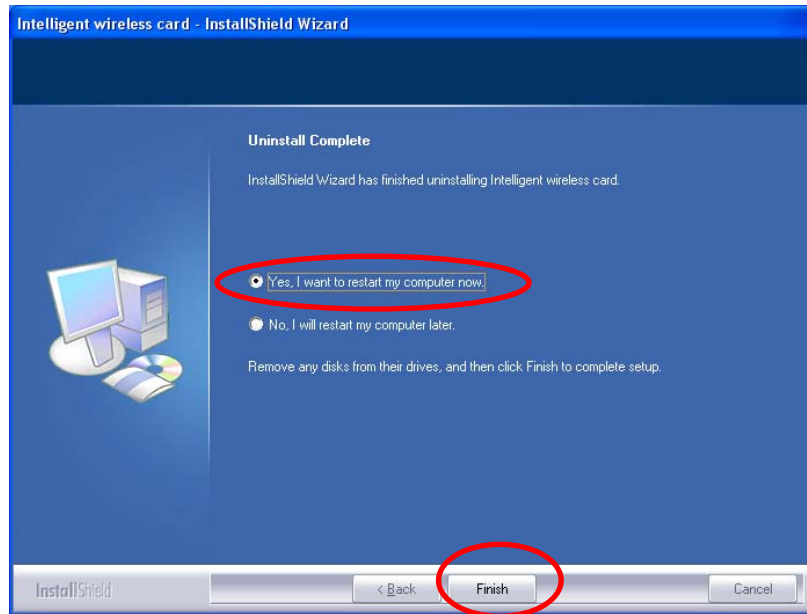 Intelligent wireless card - InstallShield Wizard
Uninstall Complete
InstallShield Wizard has finished uninstalling Intelligent wireless card.
Yes, I want to restart my computer now.
No, I will restart my computer later.
Remove any disks from their drives, and then click Finish to complete setup.
InstallShield
< Back
Finish
Cancel